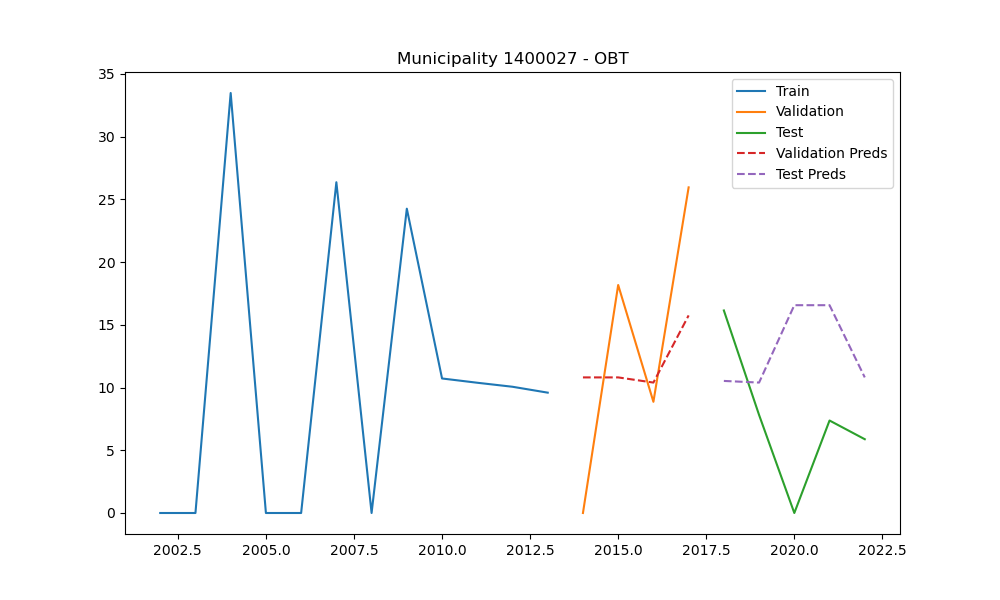 Municipality 1400027 - OBT
35
30
25
20
15
10
5
0
2002.5 2005.0 2007.5 2010.0 2012.5 2015.0 2017.5 2020.0 2022.5
Train
Validation
Test
Validation Preds
Test Preds